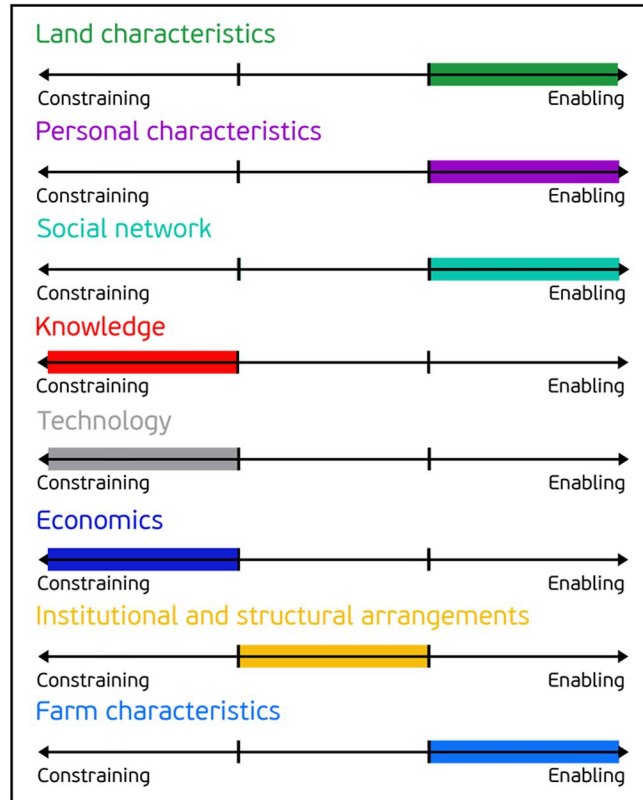 Land characteristics
Constraining Enabling
Personal characteristics
Constraining Enabling
Social network
Constraining Enabling
Knowledge
Constraining Enabling
Technology
Constraining Enabling
Economics
Constraining Enabling
Institutional and structural arrangements
Constraining Enabling
Farm characteristics
Constraining Enabling